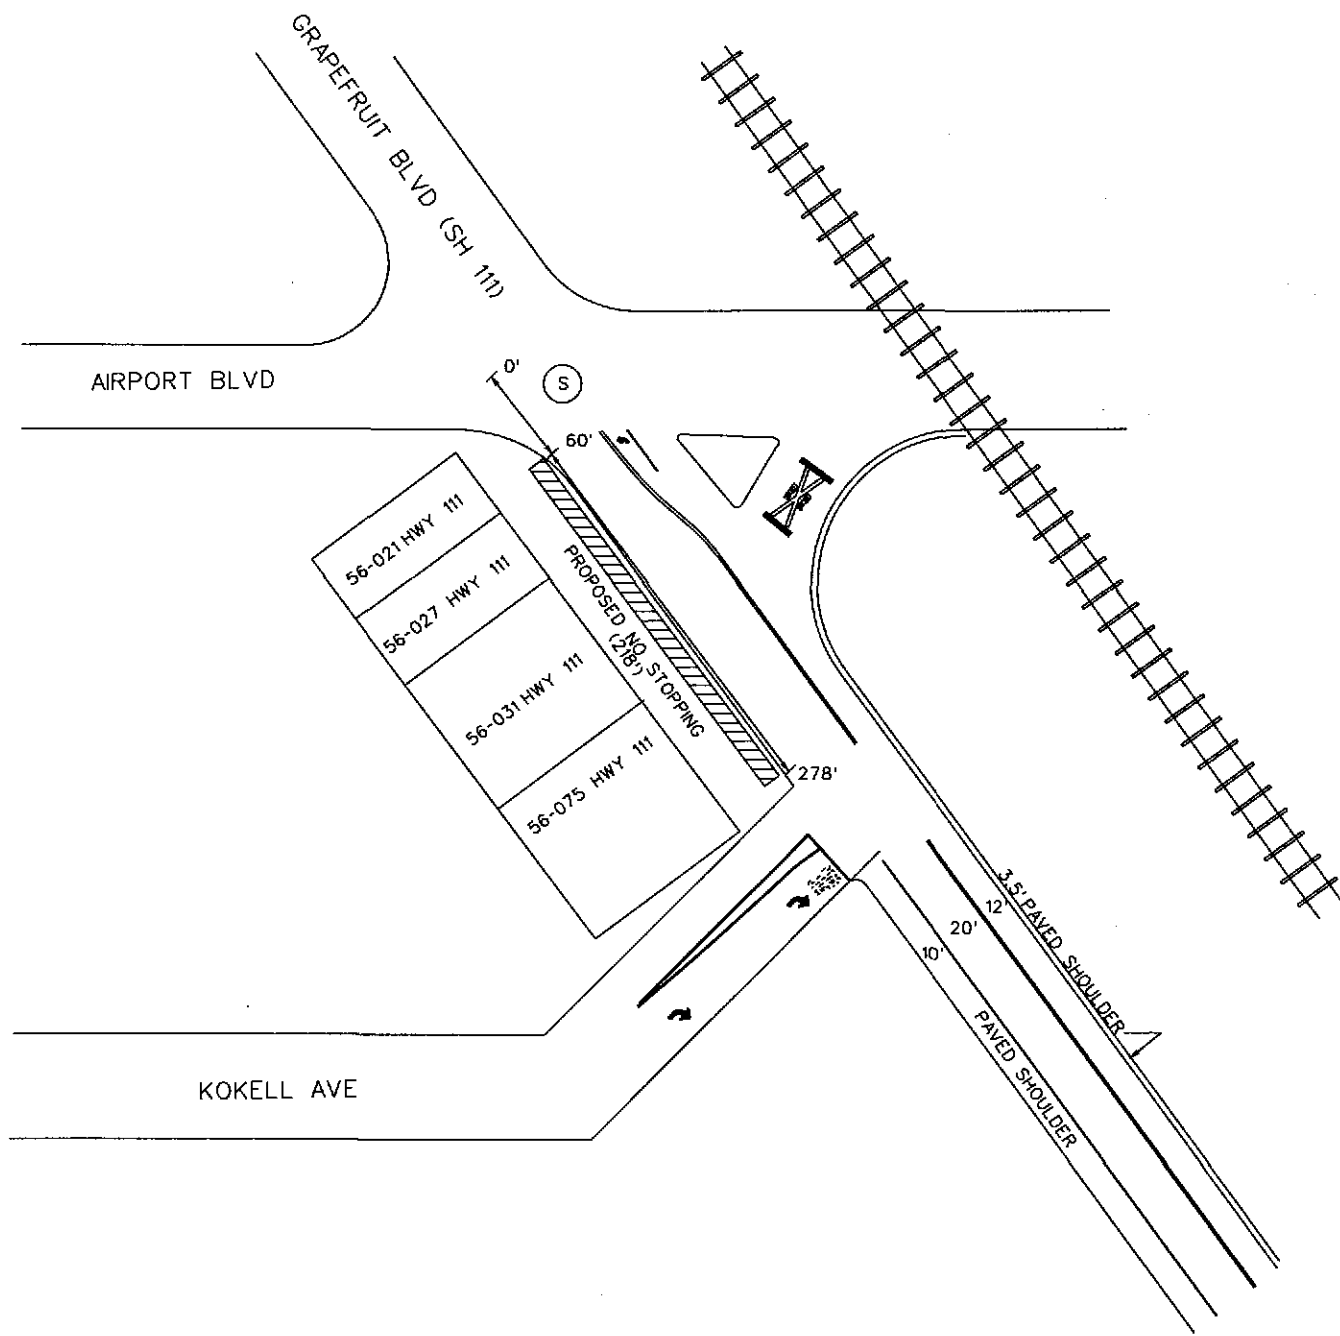 GRAPEFRUIT BLVD (SH 111)
AIRPORT BLVD
0'
S
60'
56-021 HWY 111
56-027 HWY 111
56-031 HWY 111
56-075 HWY 111
PROPOSED NO STOPPING
(218')
278'
3.5' PAVED SHOULDER
12'
20'
10'
PAVED SHOULDER
KOKELL AVE